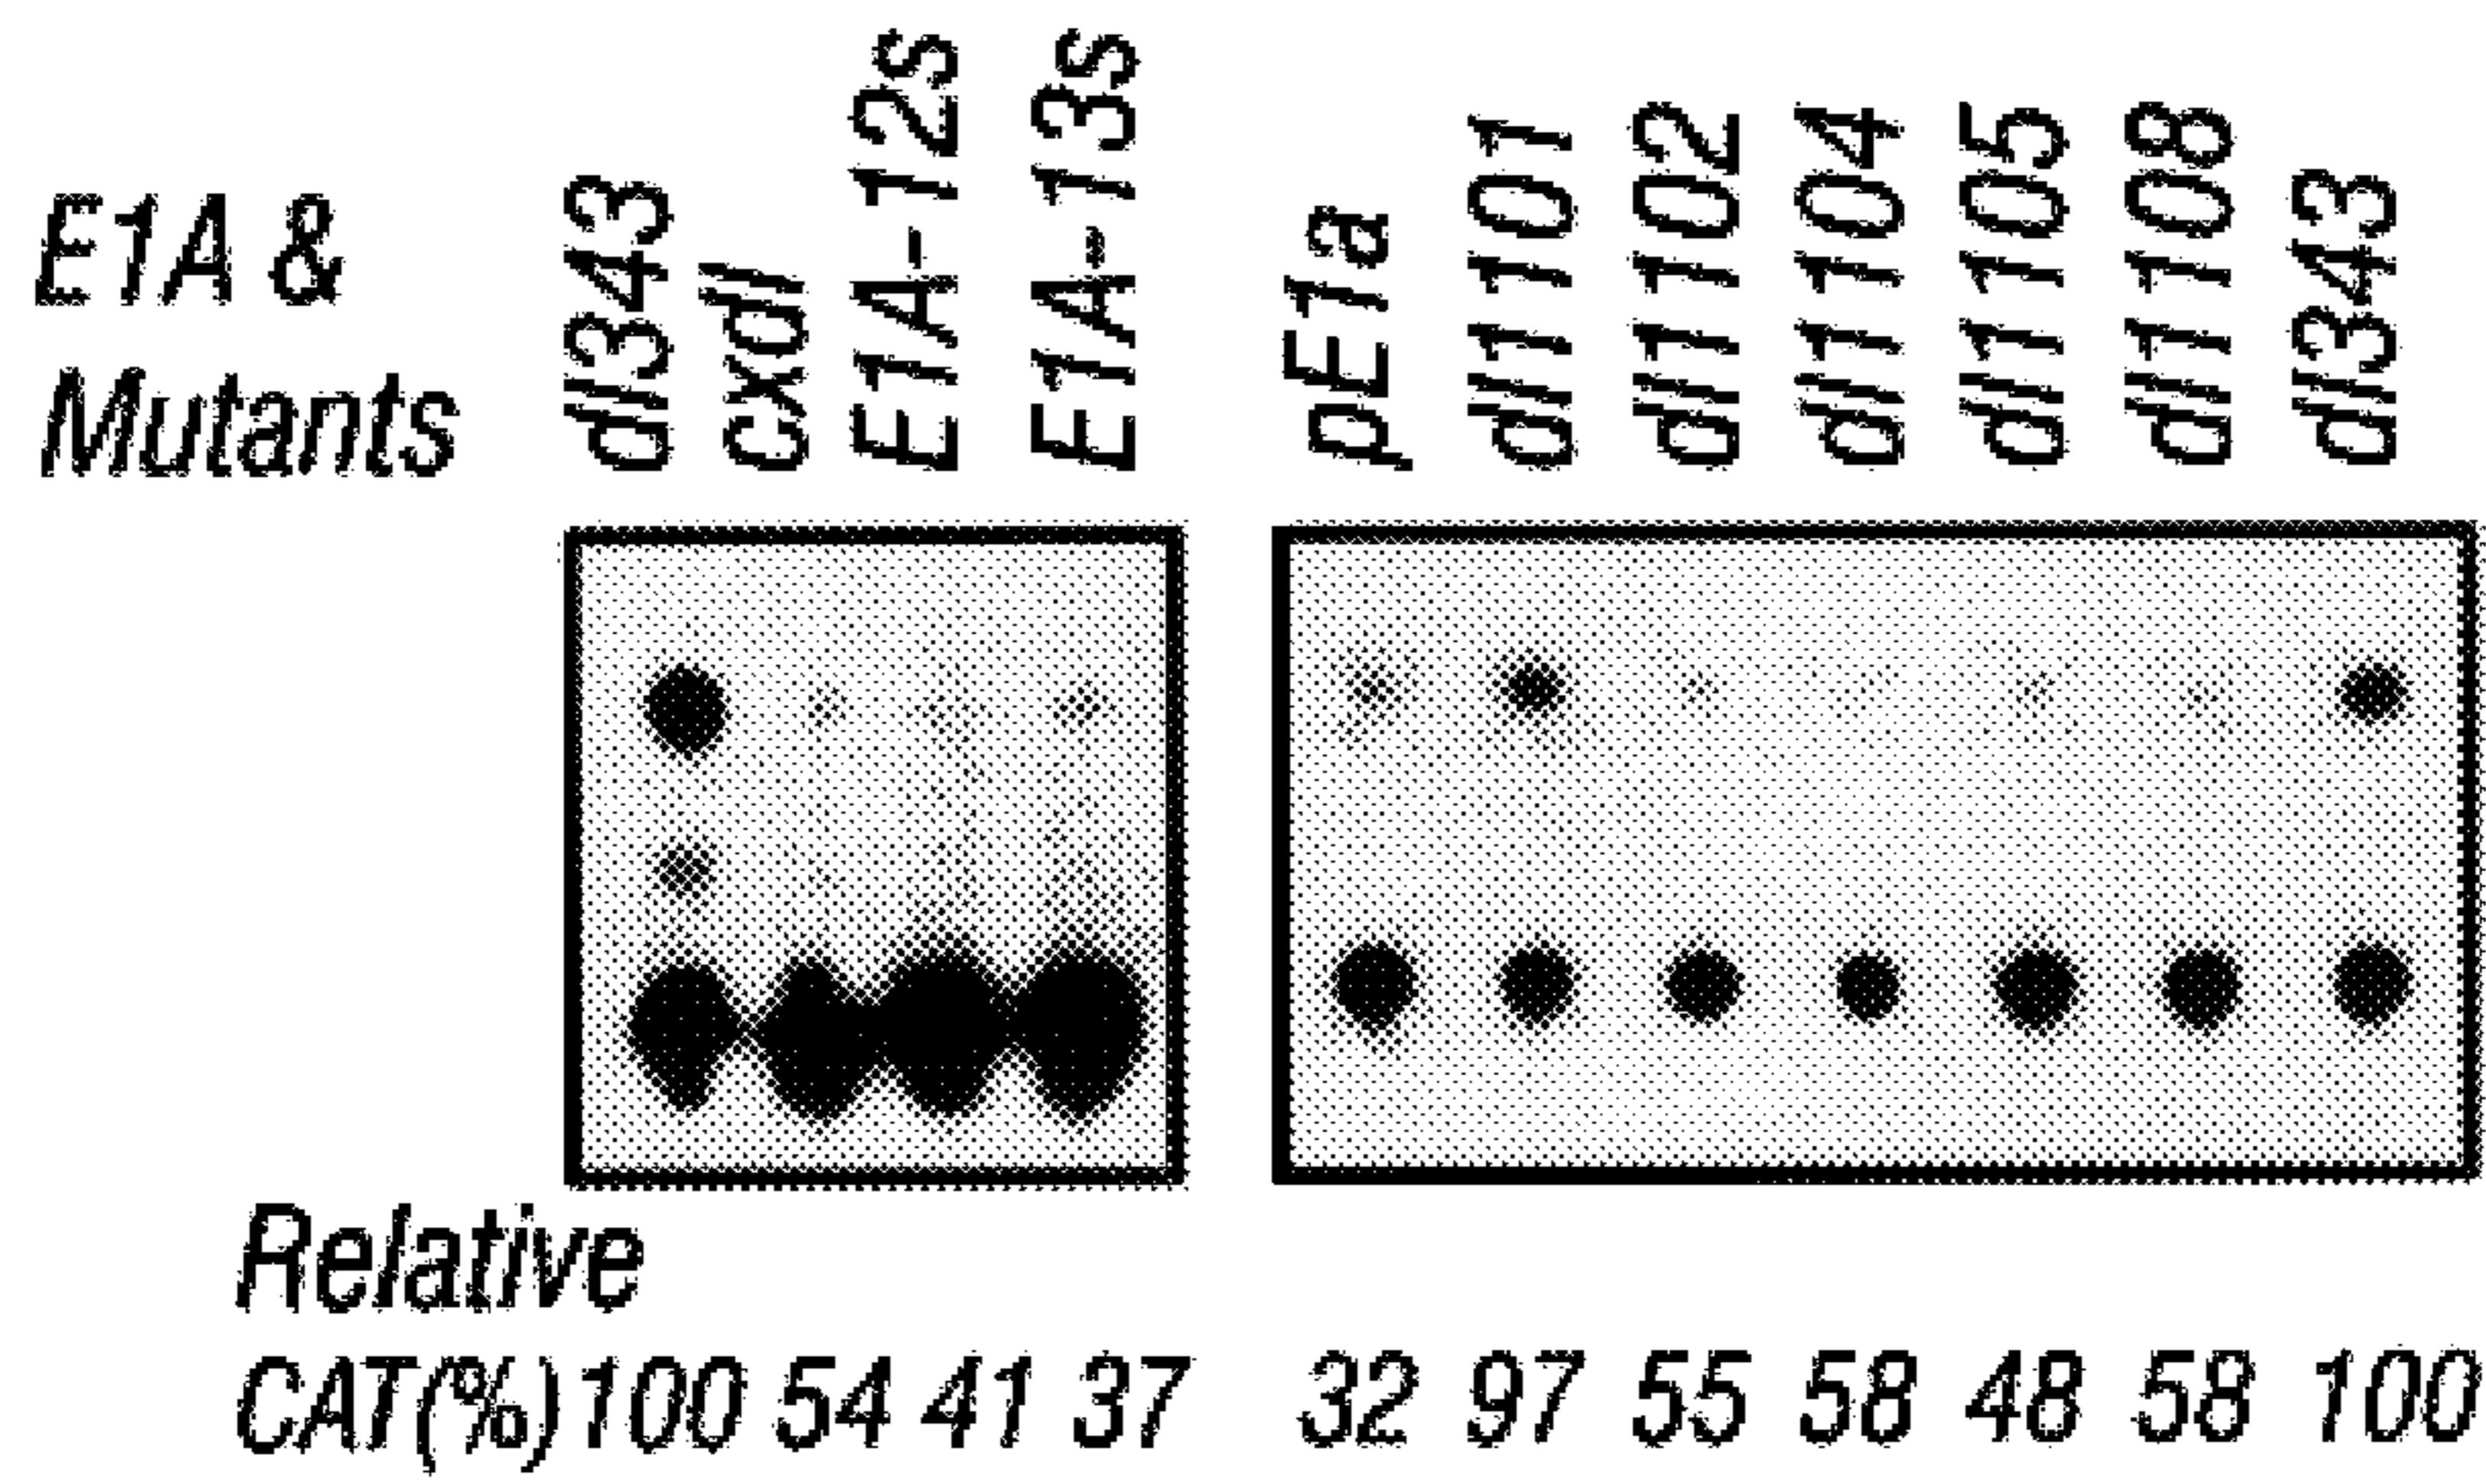 E1A &
Mutants
dl343
cxdl
E1A-12s
E1A-13s
pE1a
dl1101
dl1102
dl1104
dl1105
dl1108
dl343
Relative
CAT(%) 100 54 41 37 32 97 55 58 48 58 100